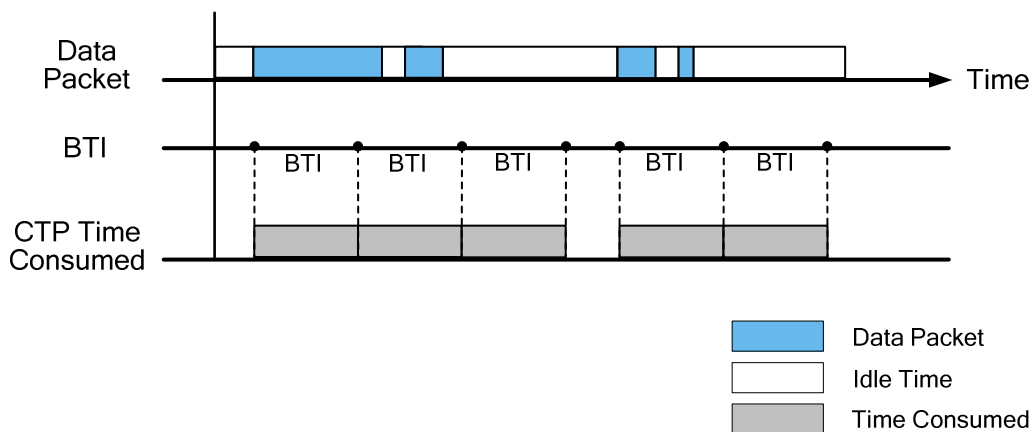 Data
Packet
Time
BTI
BTI
BTI
BTI
BTI
BTI
CTP Time
Consumed
Data Packet
Idle Time
Time Consumed